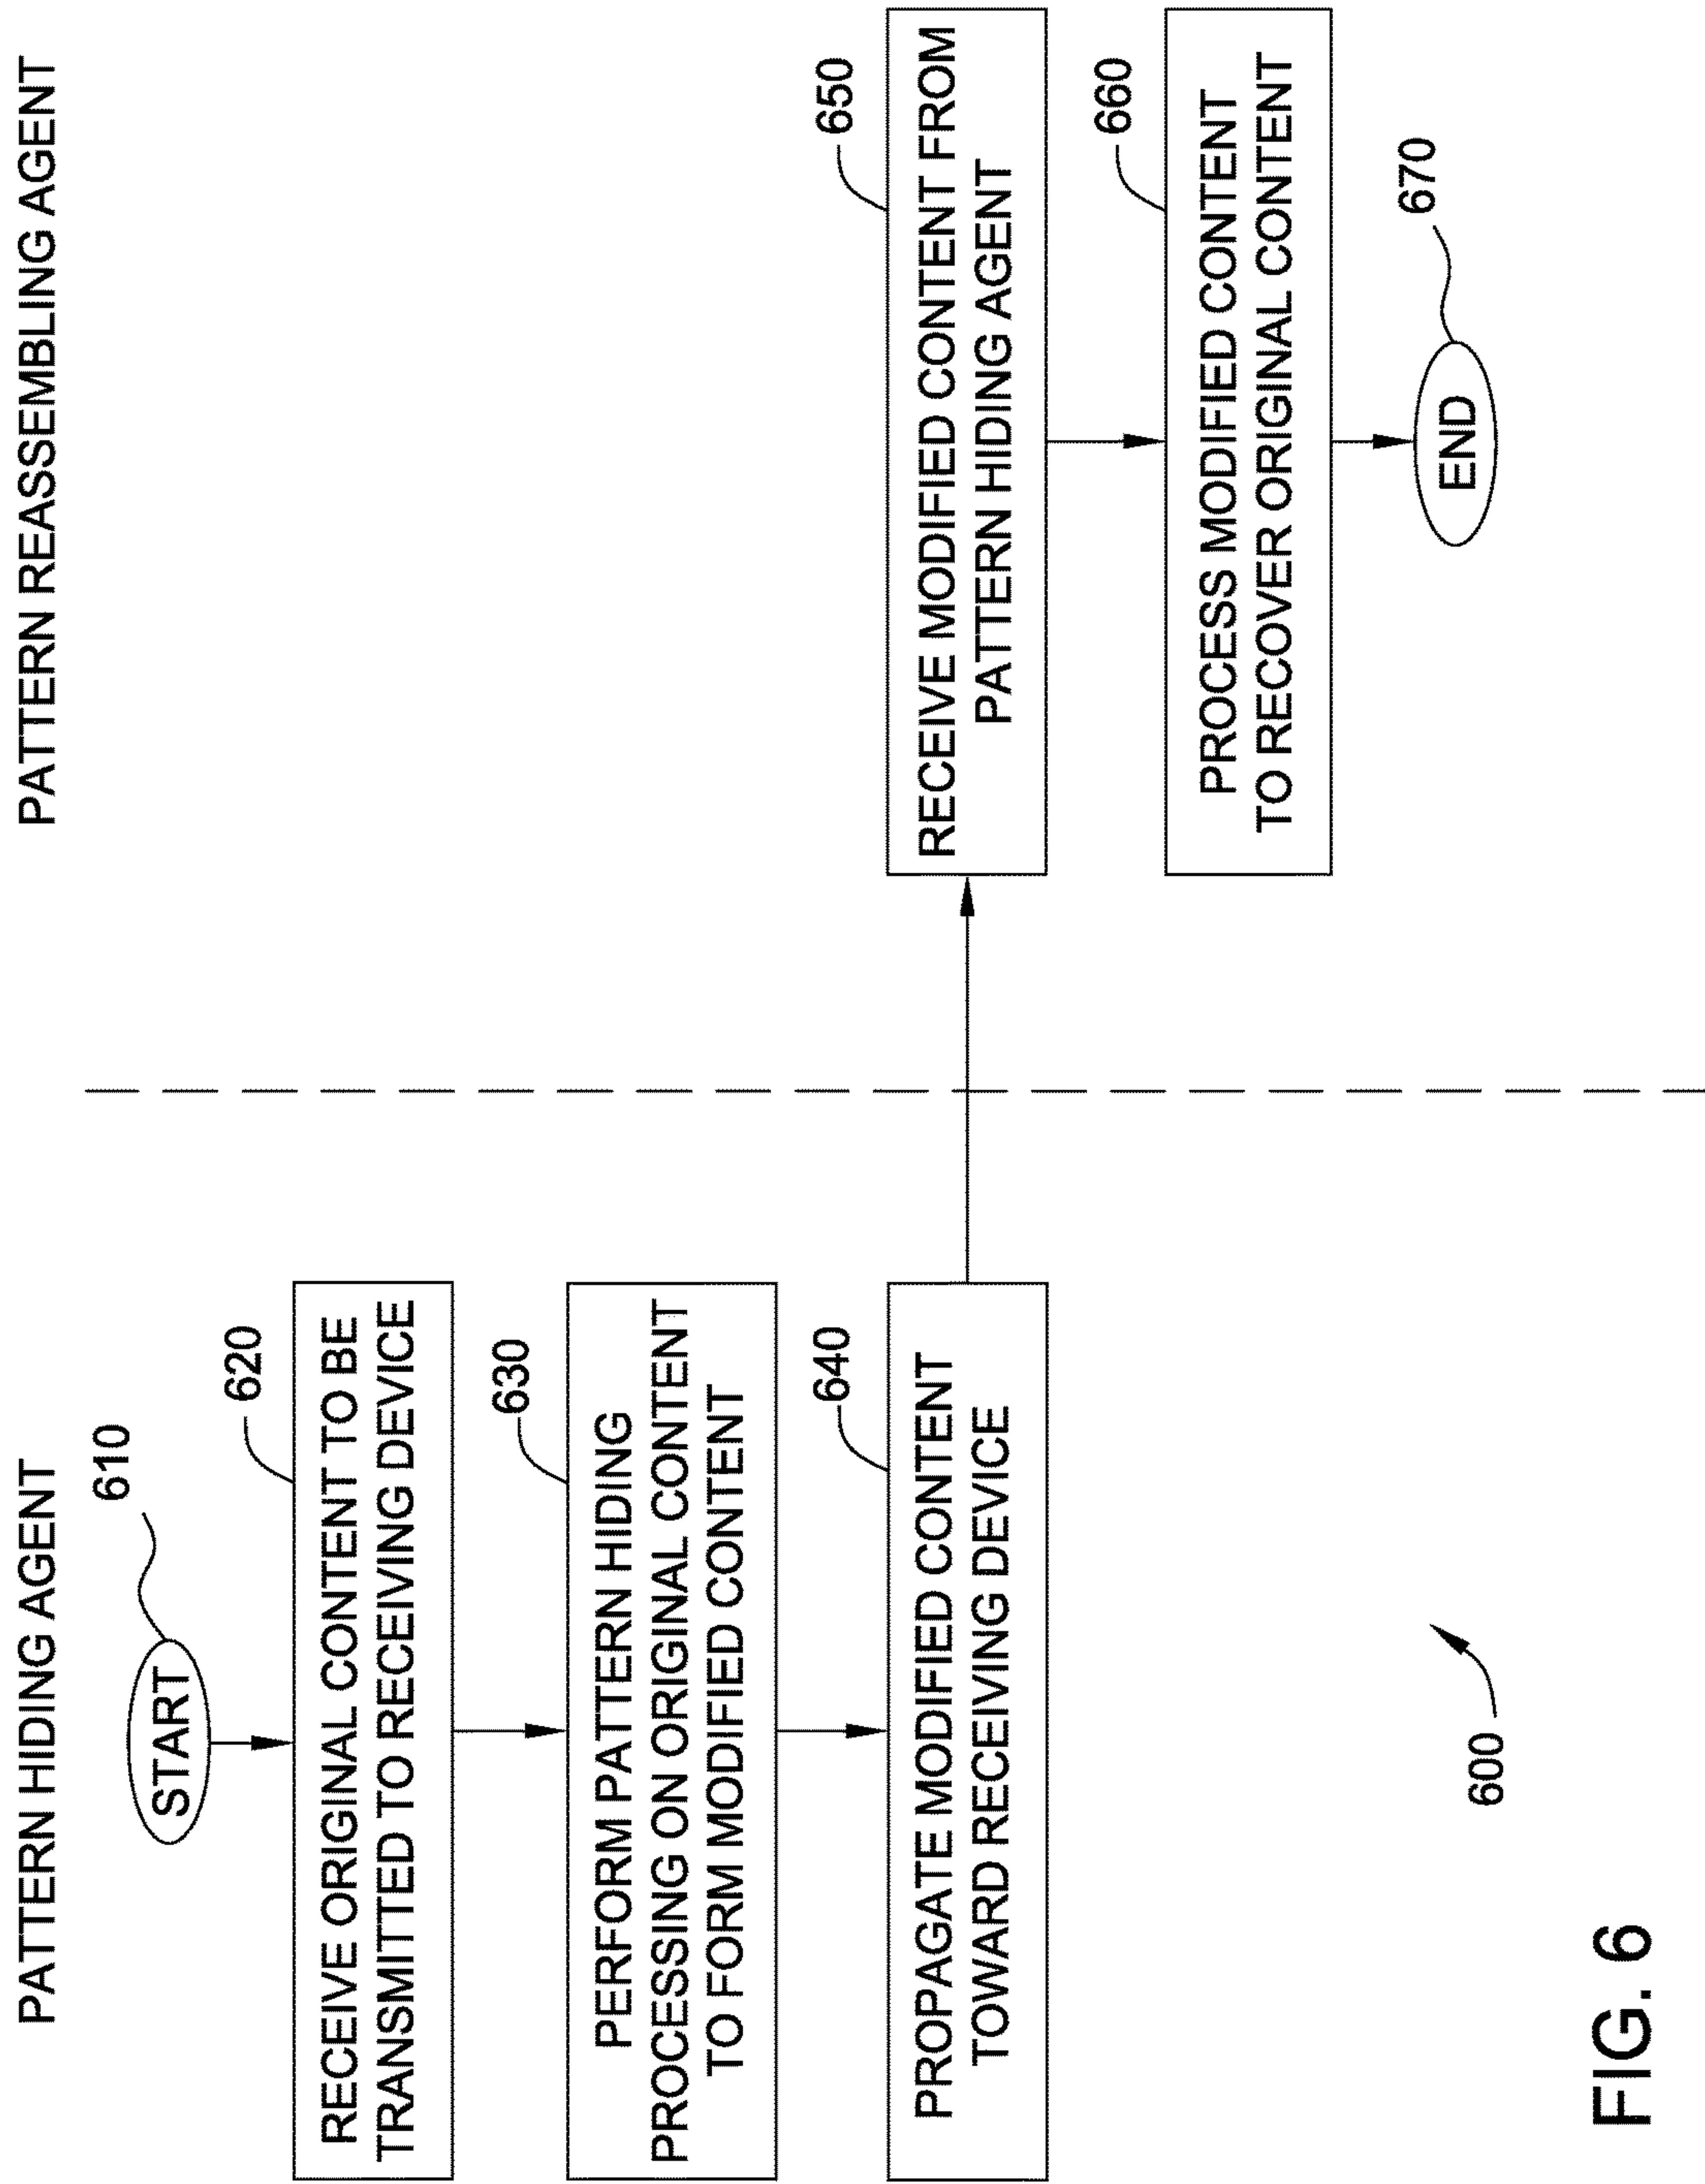 PATTERN HIDING AGENT
PATTERN REASSEMBLING AGENT
START
610
RECEIVE ORIGINAL CONTENT TO BE
TRANSMITTED TO RECEIVING DEVICE
620
PERFORM PATTERN HIDING
PROCESSING ON ORIGINAL CONTENT
TO FORM MODIFIED CONTENT
630
PROPAGATE MODIFIED CONTENT
TOWARD RECEIVING DEVICE
640
RECEIVE MODIFIED CONTENT FROM
PATTERN HIDING AGENT
650
PROCESS MODIFIED CONTENT
TO RECOVER ORIGINAL CONTENT
660
END
670
600
FIG. 6